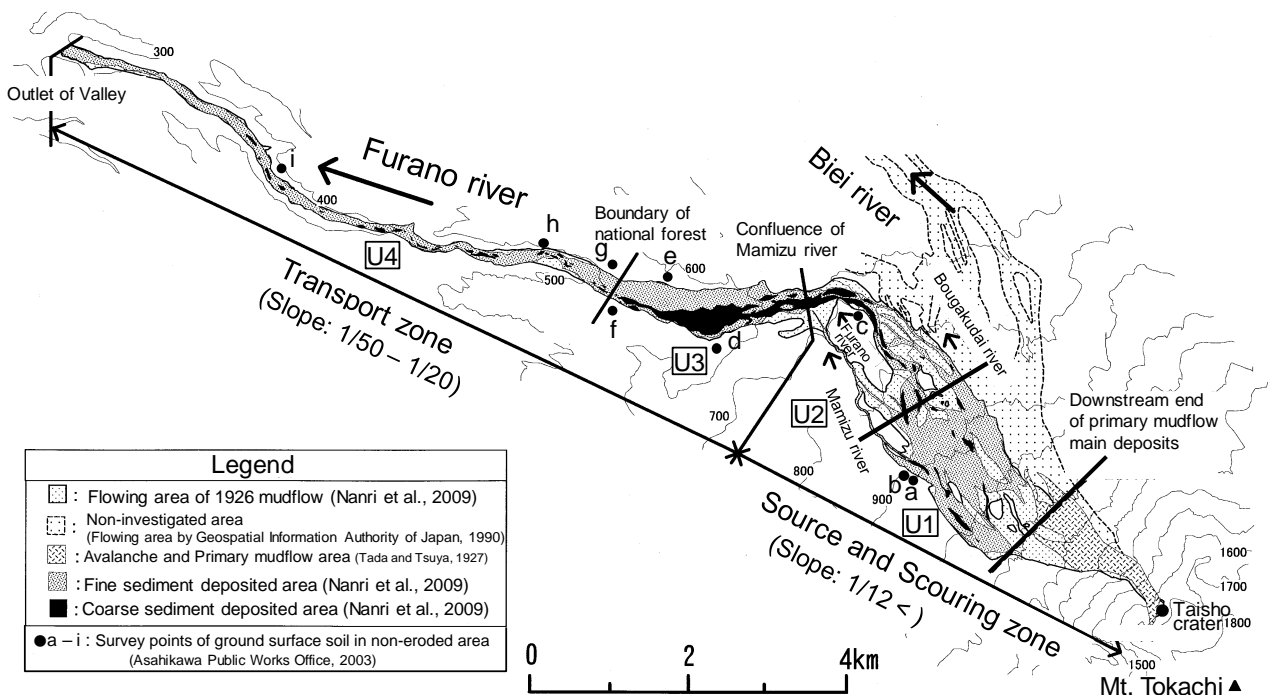 300
Outlet of Valley
Furano river
i
400
Biei river
h
Boundary of
national forest
g
e
600
Confluence of
Mamizu river
U4
500
Transport zone
(Slope: 1/50 – 1/20)
f
d
U3
c
Furano
river
Bougakudai river
U2
Mamizu river
700
800
Downstream end
of primary mudflow
main deposits
b
a
900
U1
Source and Scouring zone
(Slope: 1/12 < )
1600
1700
1800
Taisho
crater
1500
Mt. Tokachi ▲
Legend
: Flowing area of 1926 mudflow (Nanri et al., 2009)
: Non-investigated area
(Flowing area by Geospatial Information Authority of Japan, 1990)
: Avalanche and Primary mudflow area (Tada and Tsuya, 1927)
: Fine sediment deposited area (Nanri et al., 2009)
: Coarse sediment deposited area (Nanri et al., 2009)
●a – i : Survey points of ground surface soil in non-eroded area
(Asahikawa Public Works Office, 2003)
0 2 4km